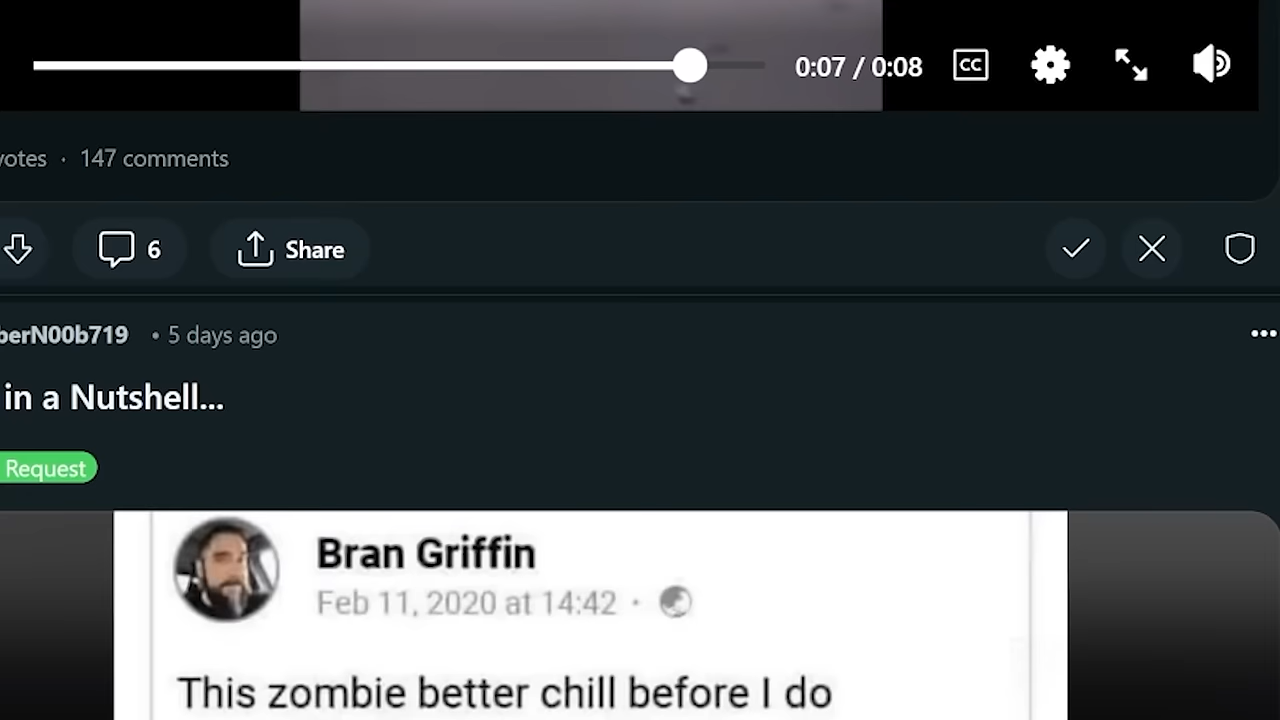 0:07 / 0:08 CC
votes · 147 comments
6 Share
berN00b719 • 5 days ago
in a Nutshell...
Request
Bran Griffin
Feb 11, 2020 at 14:42 ·
This zombie better chill before I do